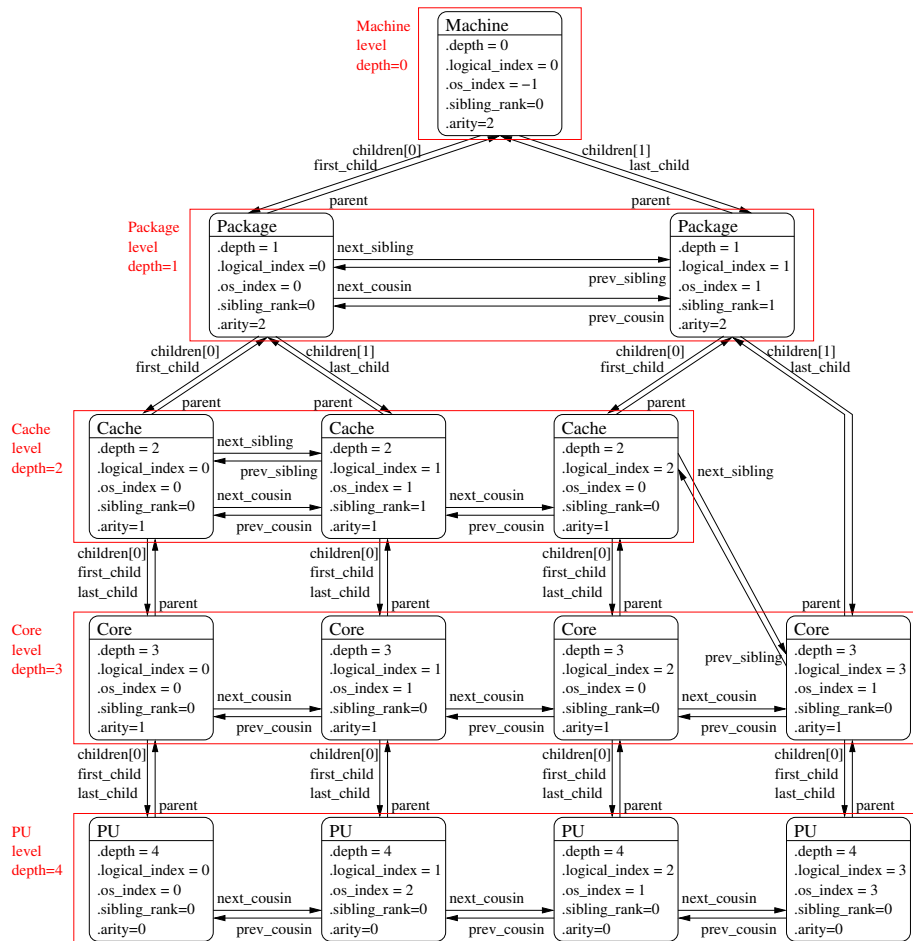 Machine
level
depth=0
Machine
.depth = 0
.logical_index = 0
.os_index = −1
.sibling_rank=0
.arity=2
children[0]
first_child
parent
children[1]
last_child
parent
Package
level
depth=1
Package
.depth = 1
.logical_index =0
.os_index = 0
.sibling_rank=0
.arity=2
next_sibling
prev_sibling
next_cousin
prev_cousin
Package
.depth = 1
.logical_index = 1
.os_index = 1
.sibling_rank=1
.arity=2
children[0]
first_child
parent
children[1]
last_child
parent
children[0]
first_child
parent
children[1]
last_child
Cache
level
depth=2
Cache
.depth = 2
.logical_index = 0
.os_index = 0
.sibling_rank=0
.arity=1
next_sibling
prev_sibling
next_cousin
prev_cousin
Cache
.depth = 2
.logical_index = 1
.os_index = 1
.sibling_rank=1
.arity=1
next_cousin
prev_cousin
Cache
.depth = 2
.logical_index = 2
.os_index = 0
.sibling_rank=0
.arity=1
next_sibling
prev_sibling
children[0]
first_child
last_child
parent
children[0]
first_child
last_child
parent
children[0]
first_child
last_child
parent
parent
Core
level
depth=3
Core
.depth = 3
.logical_index = 0
.os_index = 0
.sibling_rank=0
.arity=1
next_cousin
prev_cousin
Core
.depth = 3
.logical_index = 1
.os_index = 1
.sibling_rank=0
.arity=1
next_cousin
prev_cousin
Core
.depth = 3
.logical_index = 2
.os_index = 0
.sibling_rank=0
.arity=1
next_cousin
prev_cousin
Core
.depth = 3
.logical_index = 3
.os_index = 1
.sibling_rank=0
.arity=1
children[0]
first_child
last_child
parent
children[0]
first_child
last_child
parent
children[0]
first_child
last_child
parent
children[0]
first_child
last_child
parent
PU
level
depth=4
PU
.depth = 4
.logical_index = 0
.os_index = 0
.sibling_rank=0
.arity=0
next_cousin
prev_cousin
PU
.depth = 4
.logical_index = 1
.os_index = 2
.sibling_rank=0
.arity=0
next_cousin
prev_cousin
PU
.depth = 4
.logical_index = 2
.os_index = 1
.sibling_rank=0
.arity=0
next_cousin
prev_cousin
PU
.depth = 4
.logical_index = 3
.os_index = 3
.sibling_rank=0
.arity=0